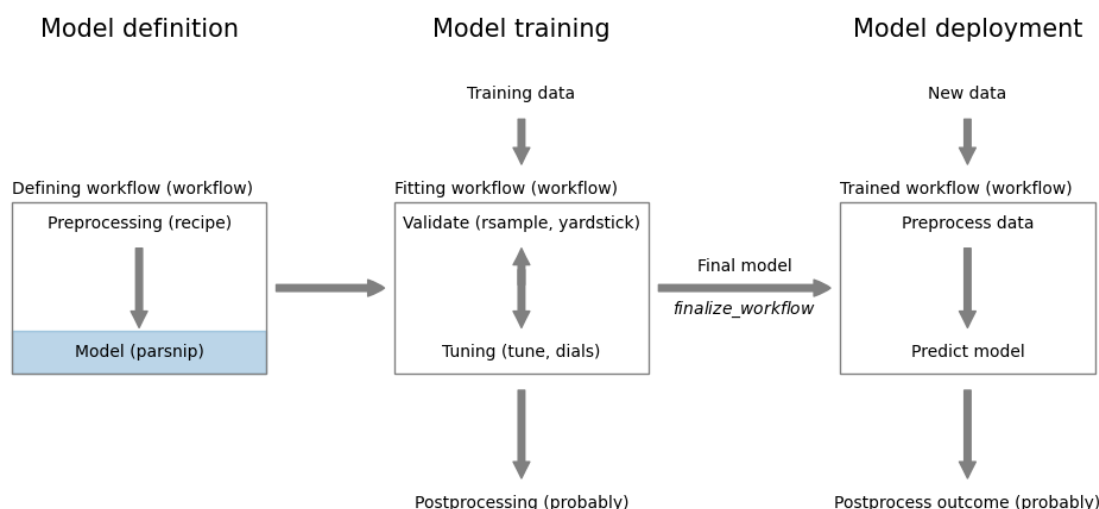 Model definition
Model training
Model deployment
Training data
New data
Defining workflow (workflow)
Fitting workflow (workflow)
Trained workflow (workflow)
Preprocessing (recipe)
Validate (rsample, yardstick)
Preprocess data
Final model
finalize_workflow
Model (parsnip)
Tuning (tune, dials)
Predict model
Postprocessing (probably)
Postprocess outcome (probably)